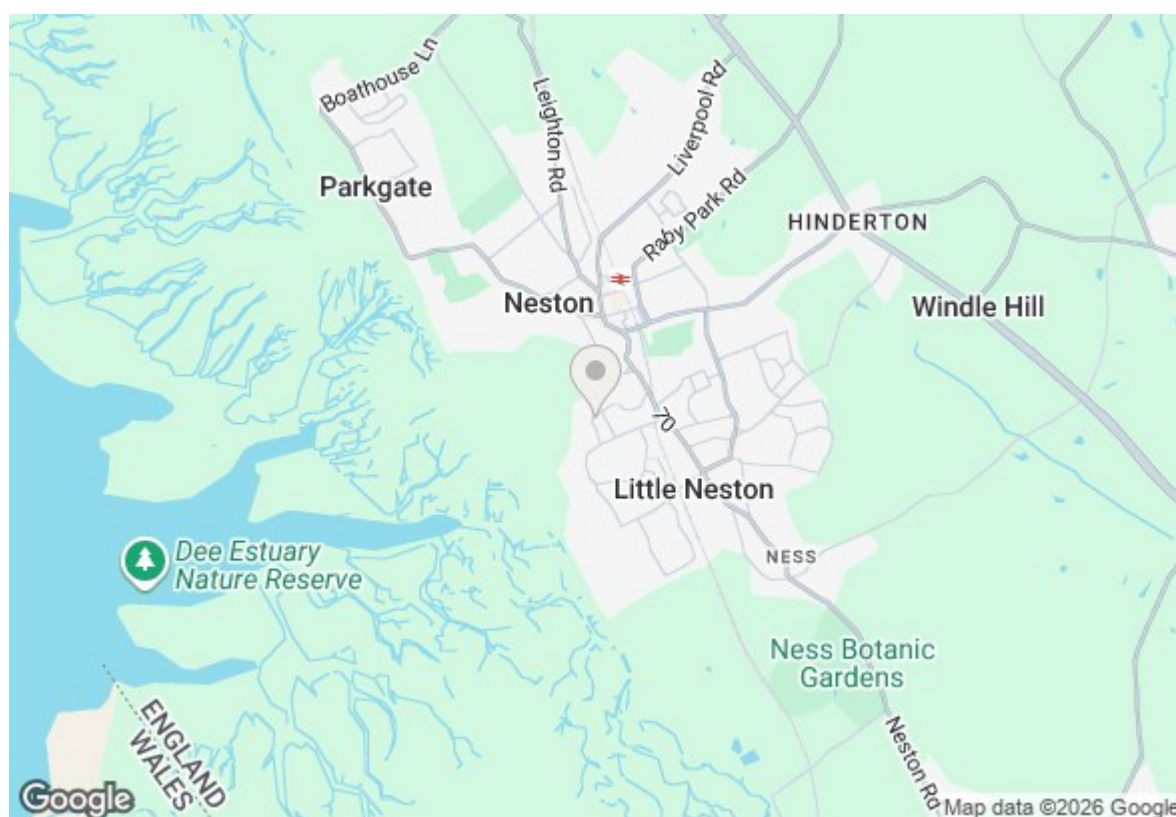 Boathouse Ln
Leighton Rd
Liverpool Rd
Parkgate
Raby Park Rd
HINDERTON
Neston
Windle Hill
70
Little Neston
Dee Estuary
Nature Reserve
NESS
Ness Botanic
Gardens
ENGLAND
WALES
Neston Rd
Google
Map data ©2026 Google